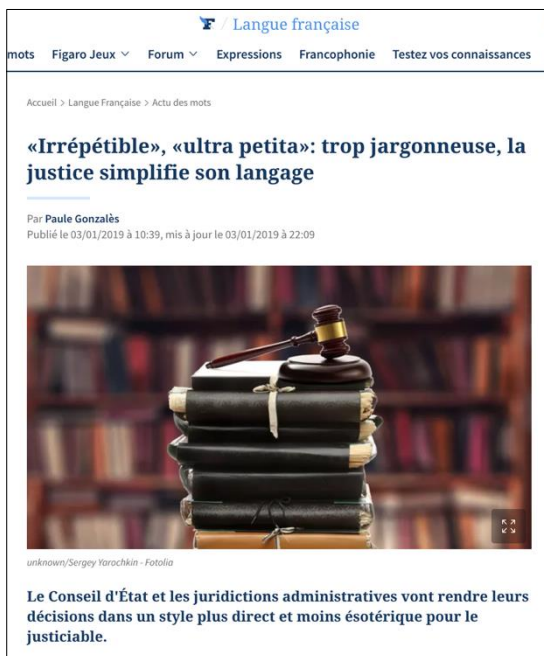 F / Langue française
mots Figaro Jeux Forum Expressions Francophonie Testez vos connaissances
Accueil > Langue Française > Actu des mots
«Irrépétible», «ultra petita»: trop jargonneuse, la
justice simplifie son langage
Par Paule Gonzalès
Publié le 03/01/2019 à 10:39, mis à jour le 03/01/2019 à 22:09
unknown/Sergey Yarochkin - Fotolia
Le Conseil d'État et les juridictions administratives vont rendre leurs
décisions dans un style plus direct et moins ésotérique pour le
justiciable.